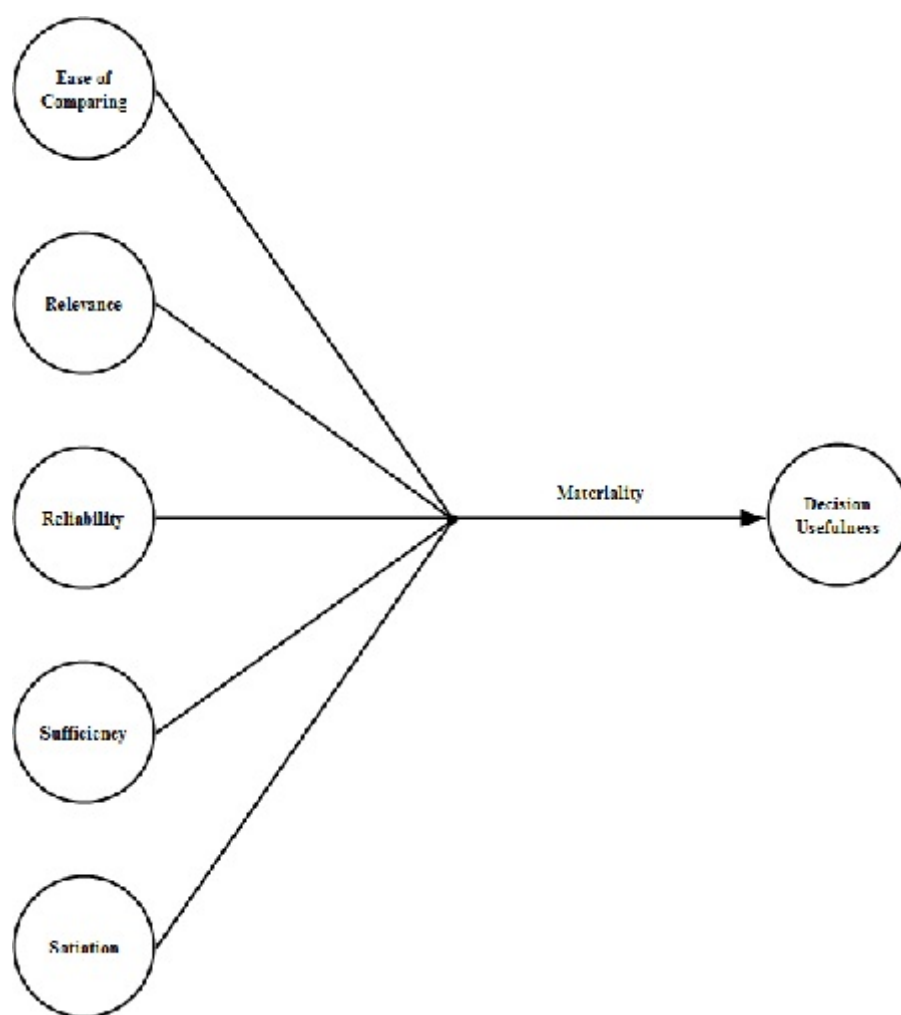 Ease of
Comparing
Relevance
Reliability
Materiality
Decision
Usefulness
Sufficiency
Satiation